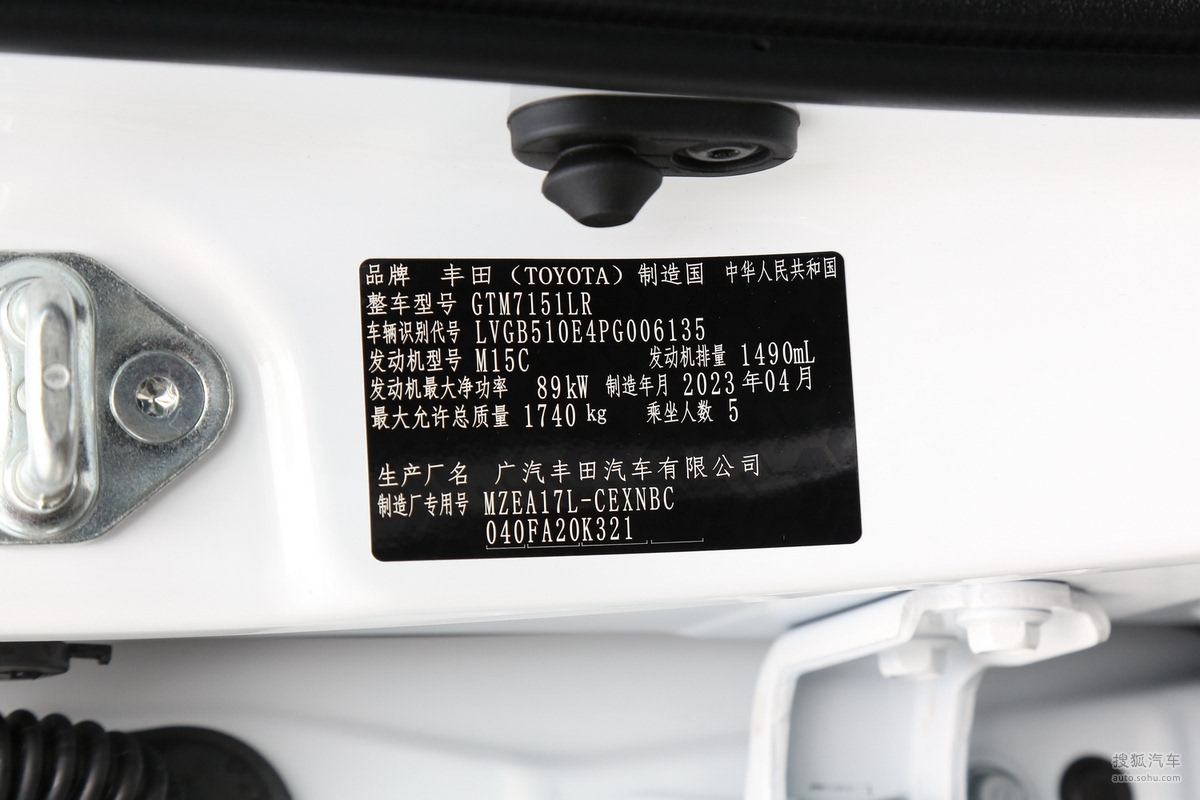 品牌 丰田（TOYOTA）制造国 中华人民共和国
整车型号 GTM7151LR
车辆识别代号 LVGB510E4PG006135
发动机型号 M15C 发动机排量 1490mL
发动机最大净功率 89kW 制造年月 2023年04月
最大允许总质量 1740 kg 乘坐人数 5
生产厂名 广汽丰田汽车有限公司
制造厂专用号 MZEA17L-CEXNBC
040FA20K321
搜狐汽车
auto.sohu.com